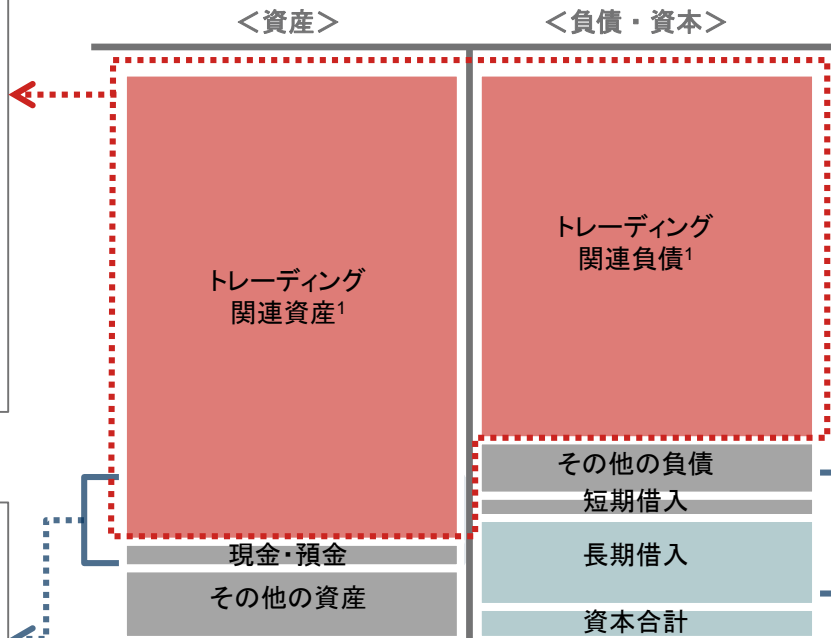 ＜資産＞
＜負債・資本＞
トレーディング
関連資産1
現金・預金
その他の資産
トレーディング
関連負債1
その他の負債
短期借入
長期借入
資本合計